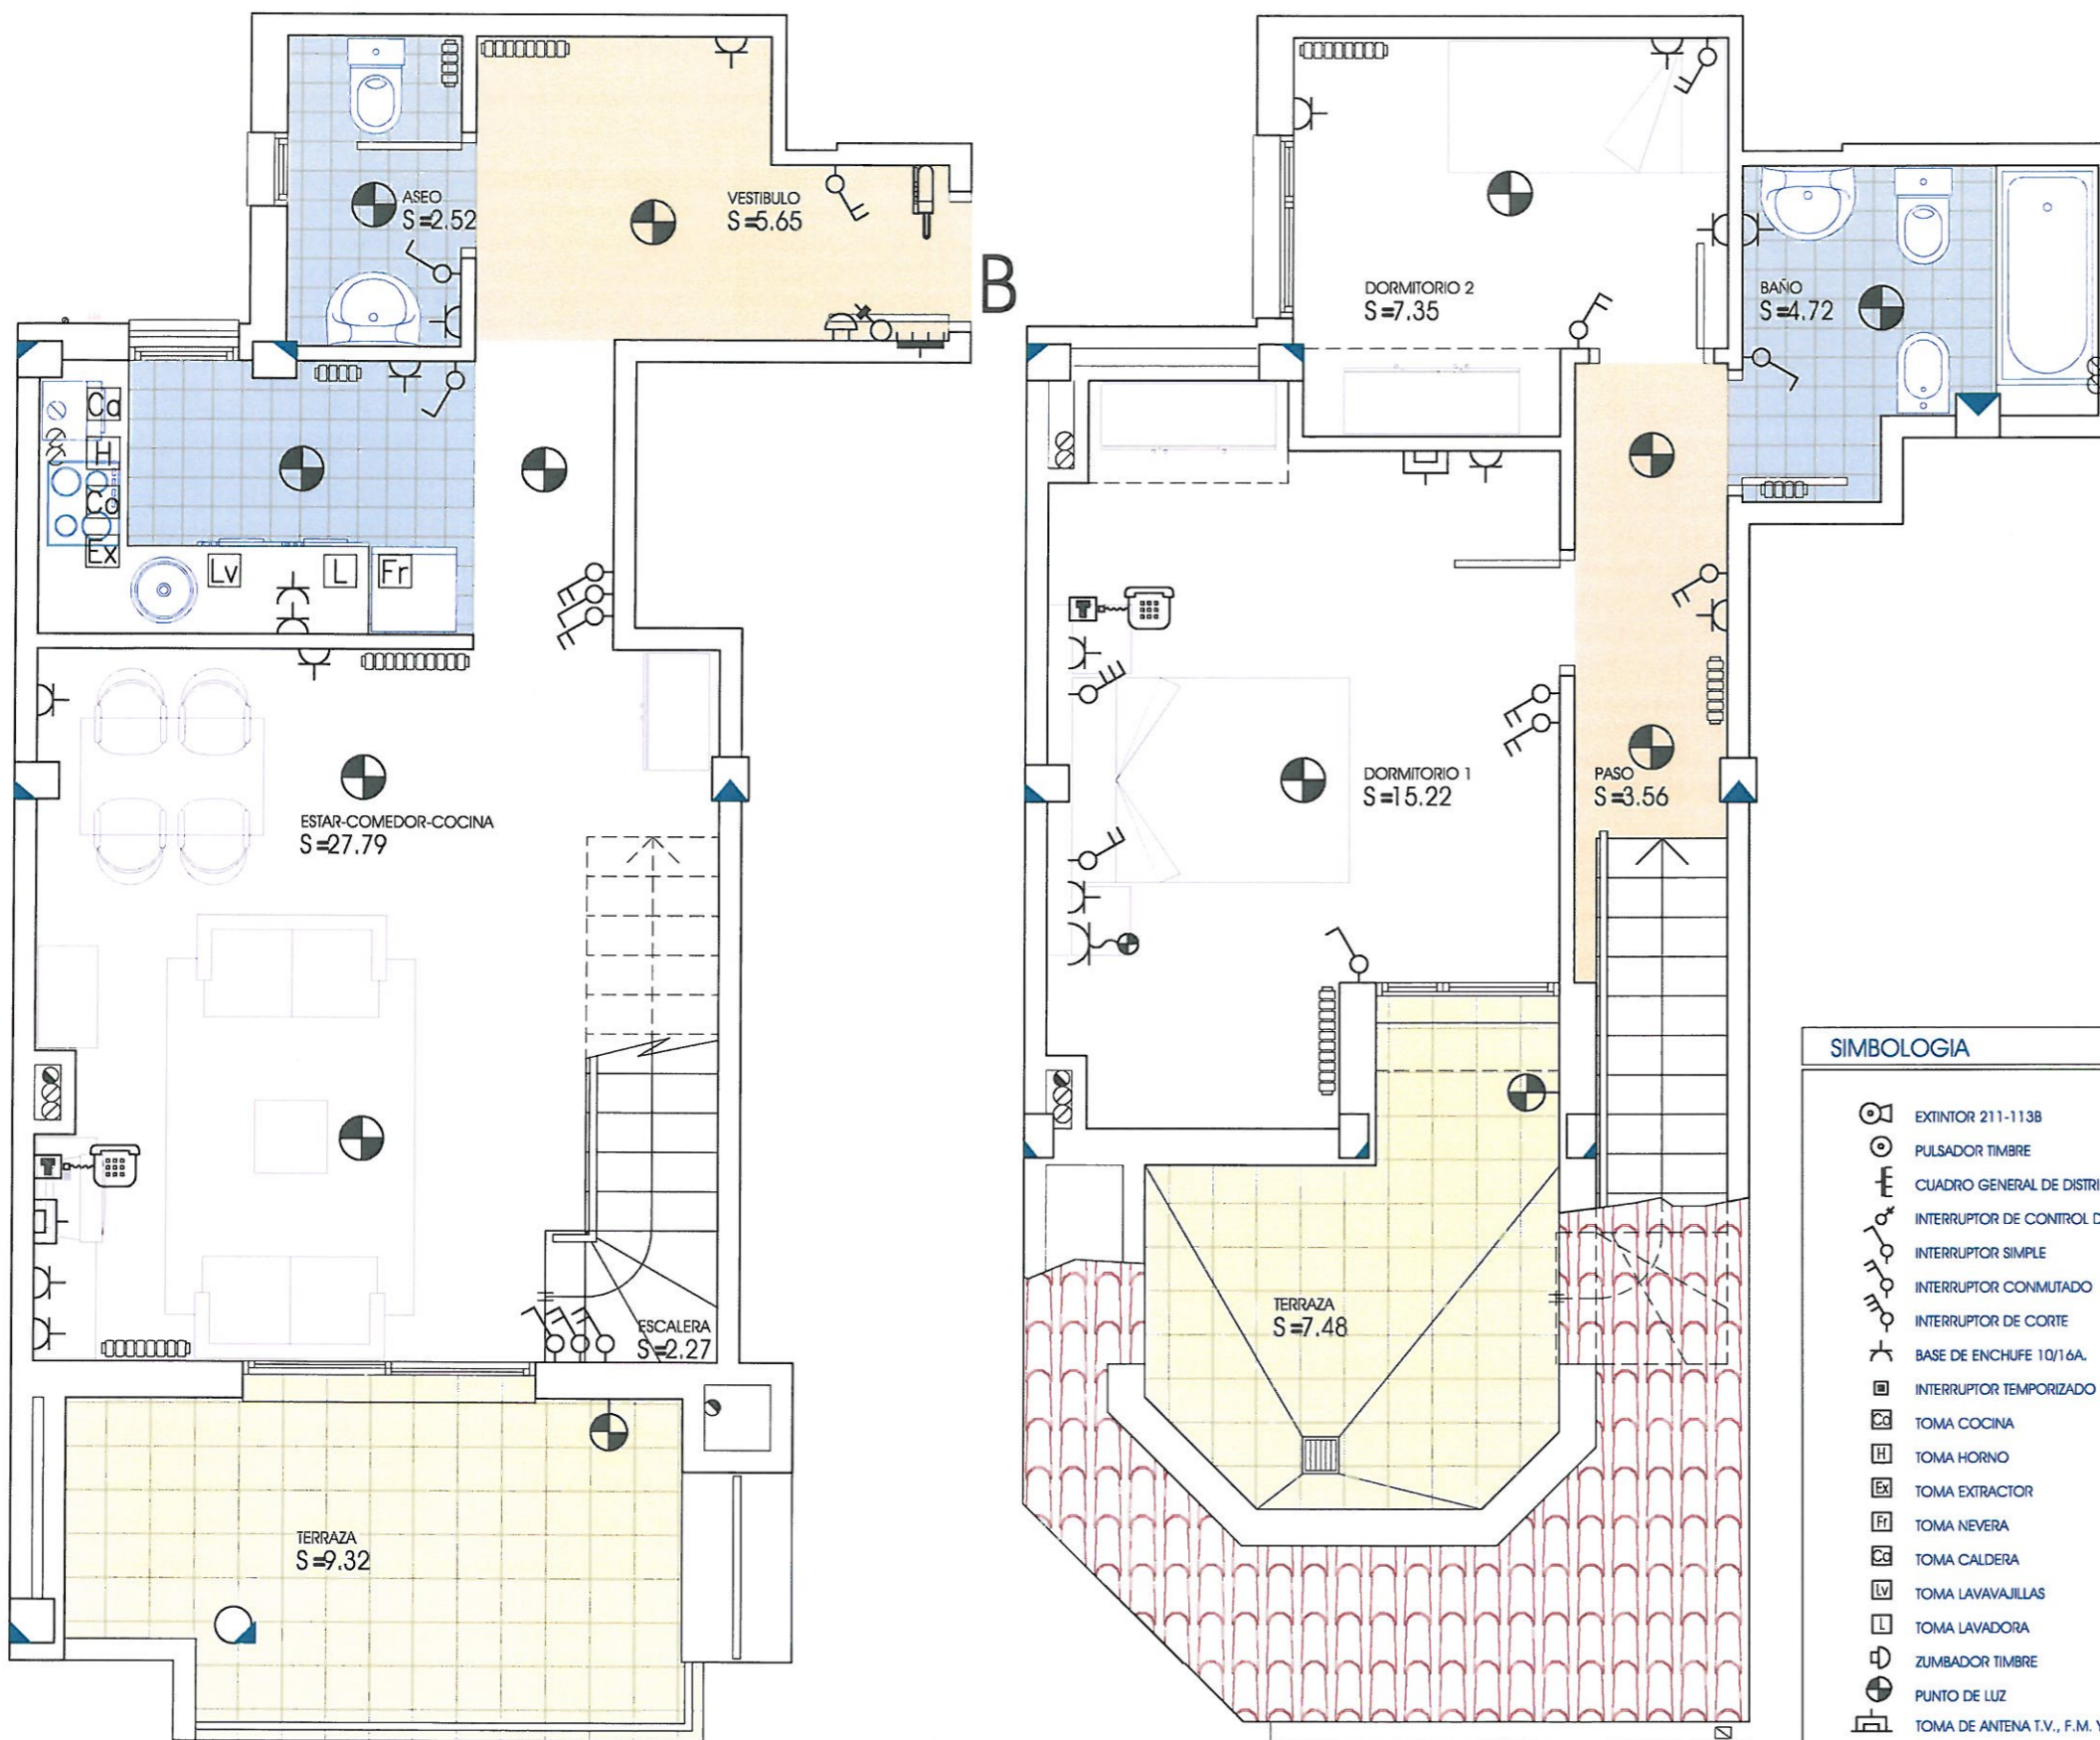 ASEO
S=2.52
VESTIBULO
S=5.65
B
Ca
H
Co
Ex
Lv
L
Fr
ESTAR-COMEDOR-COCINA
S=27.79
T
ESCALERA
S=2.27
TERRAZA
S=9.32
DORMITORIO 2
S=7.35
BAÑO
S=4.72
T
DORMITORIO 1
S=15.22
PASO
S=3.56
TERRAZA
S=7.48
SIMBOLOGIA
EXTINTOR 211-113B
PULSADOR TIMBRE
CUADRO GENERAL DE DISTRI
INTERRUPTOR DE CONTROL D
INTERRUPTOR SIMPLE
INTERRUPTOR CONMUTADO
INTERRUPTOR DE CORTE
BASE DE ENCHUFE 10/16A.
INTERRUPTOR TEMPORIZADO
Co TOMA COCINA
H TOMA HORNO
Ex TOMA EXTRACTOR
Fr TOMA NEVERA
Ca TOMA CALDERA
Lv TOMA LAVAVAJILLAS
L TOMA LAVADORA
ZUMBADOR TIMBRE
PUNTO DE LUZ
TOMA DE ANTENA T.V., F.M. Y